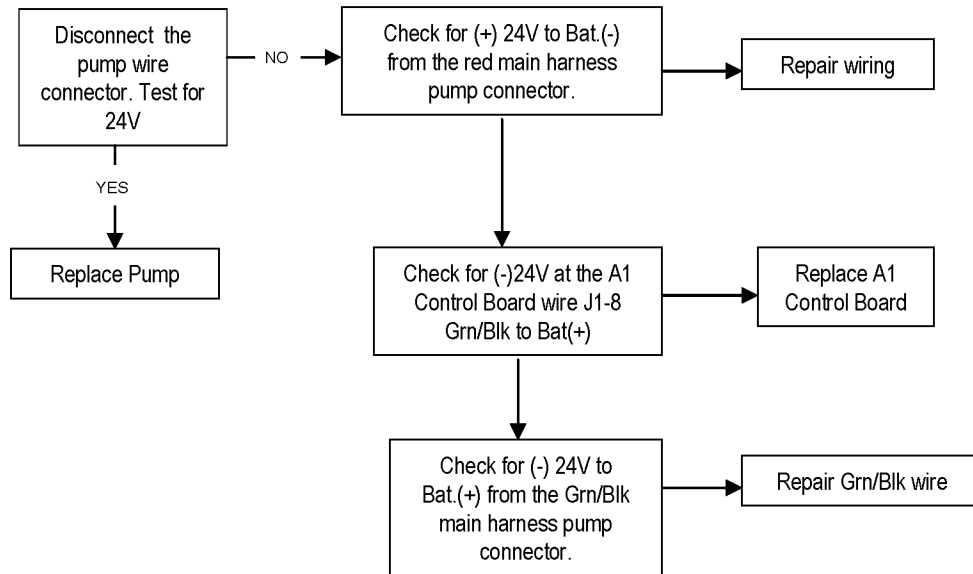 Disconnect the
pump wire
connector. Test for
24V
NO
Check for (+) 24V to Bat.(-)
from the red main harness
pump connector.
Repair wiring
YES
Replace Pump
Check for (-)24V at the A1
Control Board wire J1-8
Grn/Blk to Bat(+)
Replace A1
Control Board
Check for (-) 24V to
Bat.(+) from the Grn/Blk
main harness pump
connector.
Repair Grn/Blk wire